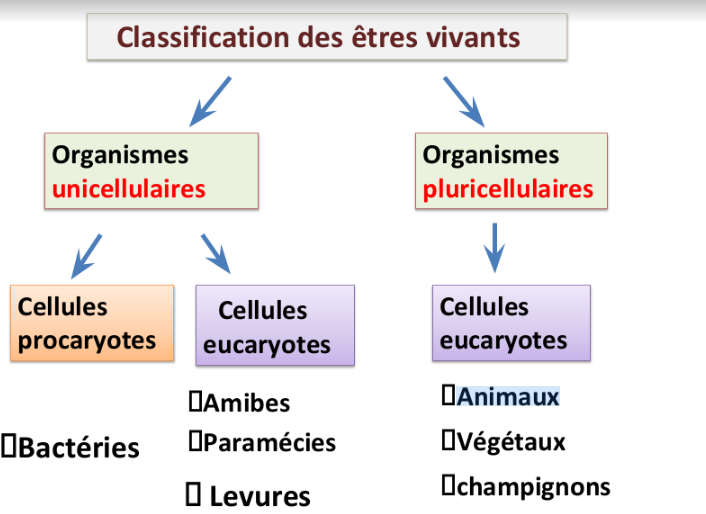 Classification des êtres vivants
Organismes
unicellulaires
Organismes
pluricellulaires
Cellules
procaryotes
Cellules
eucaryotes
Cellules
eucaryotes
Bactéries
Amibes
Paramécies
Levures
Animaux
Végétaux
champignons